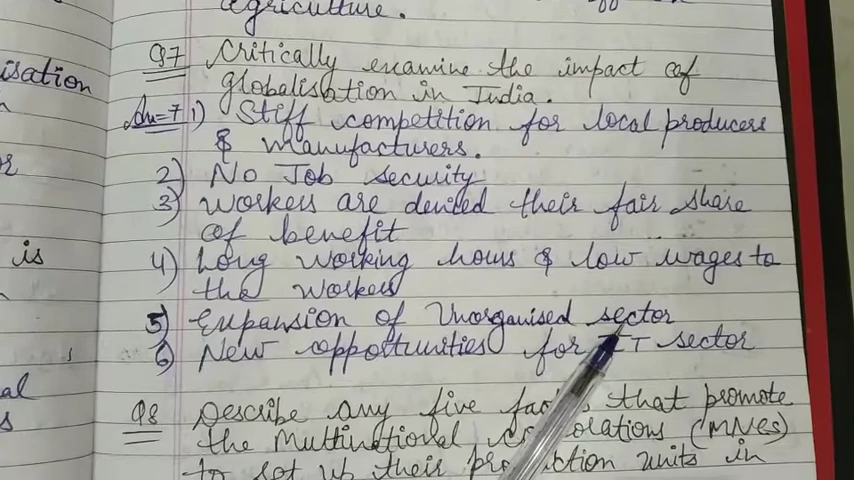 agriculture.
isation
Q7 Critically examine the impact of
globalisation in India.
Ans=7 1) Stiff competition for local producers
& manufacturers.
2) No Job security
3) Workers are denied their fair share
of benefit
4) Long working hours & low wages to
the workers
is
5) Expansion of Unorganised sector
6) New opportunities for IT sector
al
Q8 Describe any five that promote
the Multinational (MNCs)
to set up their production units in